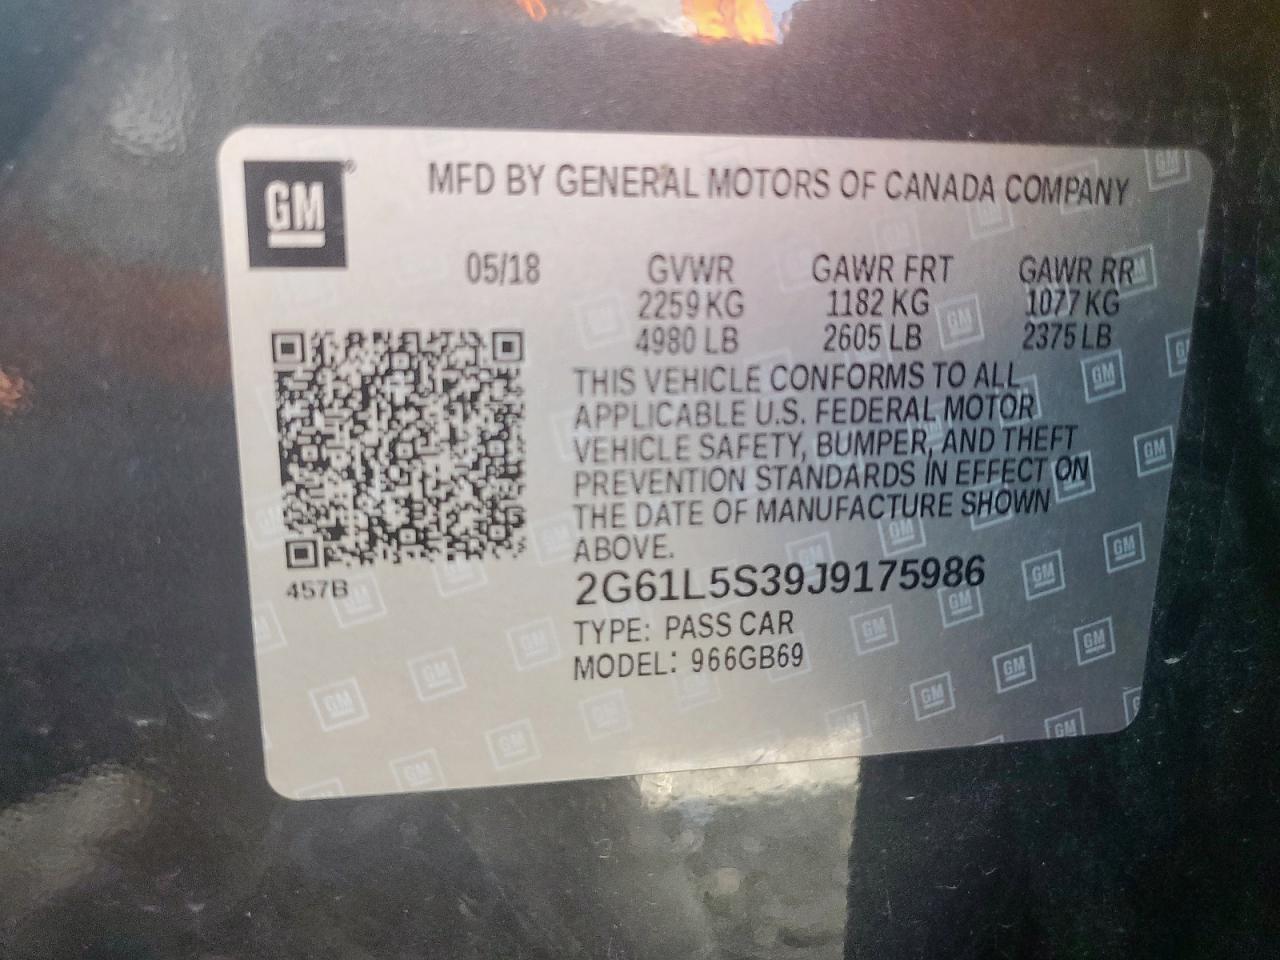 GM®
MFD BY GENERAL MOTORS OF CANADA COMPANY
05/18 GVWR GAWR FRT GAWR RR
2259 KG 1182 KG 1077 KG
4980 LB 2605 LB 2375 LB
THIS VEHICLE CONFORMS TO ALL
APPLICABLE U.S. FEDERAL MOTOR
VEHICLE SAFETY, BUMPER, AND THEFT
PREVENTION STANDARDS IN EFFECT ON
THE DATE OF MANUFACTURE SHOWN
ABOVE.
457B
2G61L5S39J9175986
TYPE: PASS CAR
MODEL: 966GB69